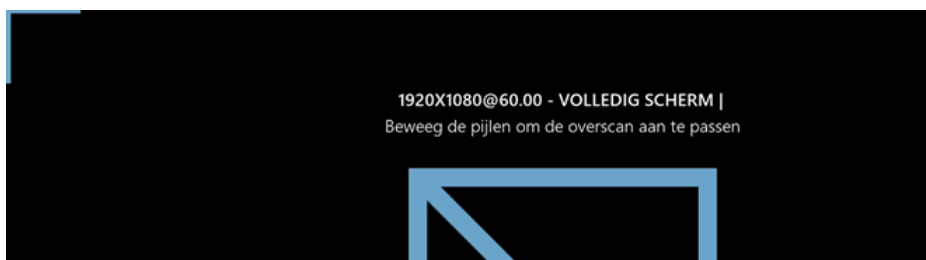 1920X1080@60.00 - VOLLEDIG SCHERM |
Beweeg de pijlen om de overscan aan te passen